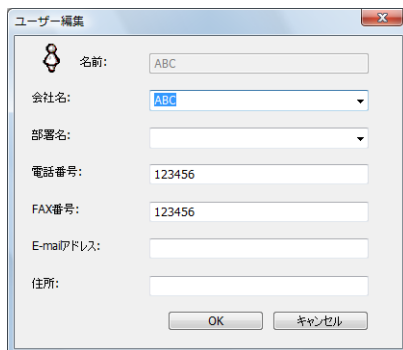 ユーザー編集
名前: ABC
会社名: ABC
部署名:
電話番号: 123456
FAX番号: 123456
E-mailアドレス:
住所:
OK キャンセル